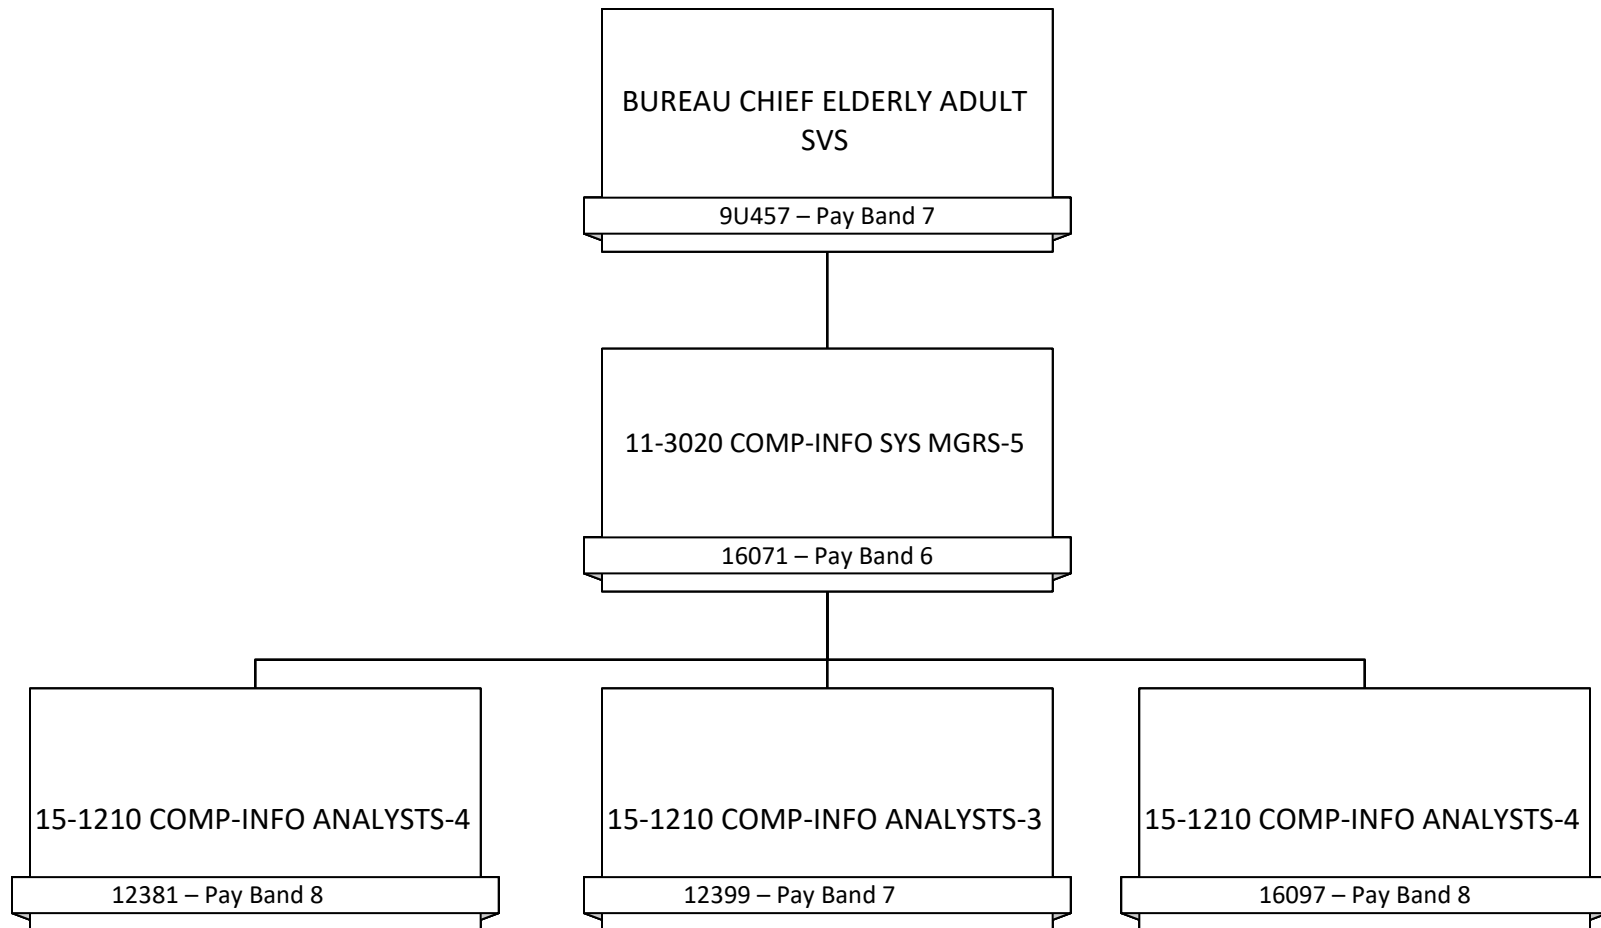 BUREAU CHIEF ELDERLY ADULT
SVS
9U457 – Pay Band 7
11-3020 COMP-INFO SYS MGRS-5
16071 – Pay Band 6
15-1210 COMP-INFO ANALYSTS-4
12381 – Pay Band 8
15-1210 COMP-INFO ANALYSTS-3
12399 – Pay Band 7
15-1210 COMP-INFO ANALYSTS-4
16097 – Pay Band 8